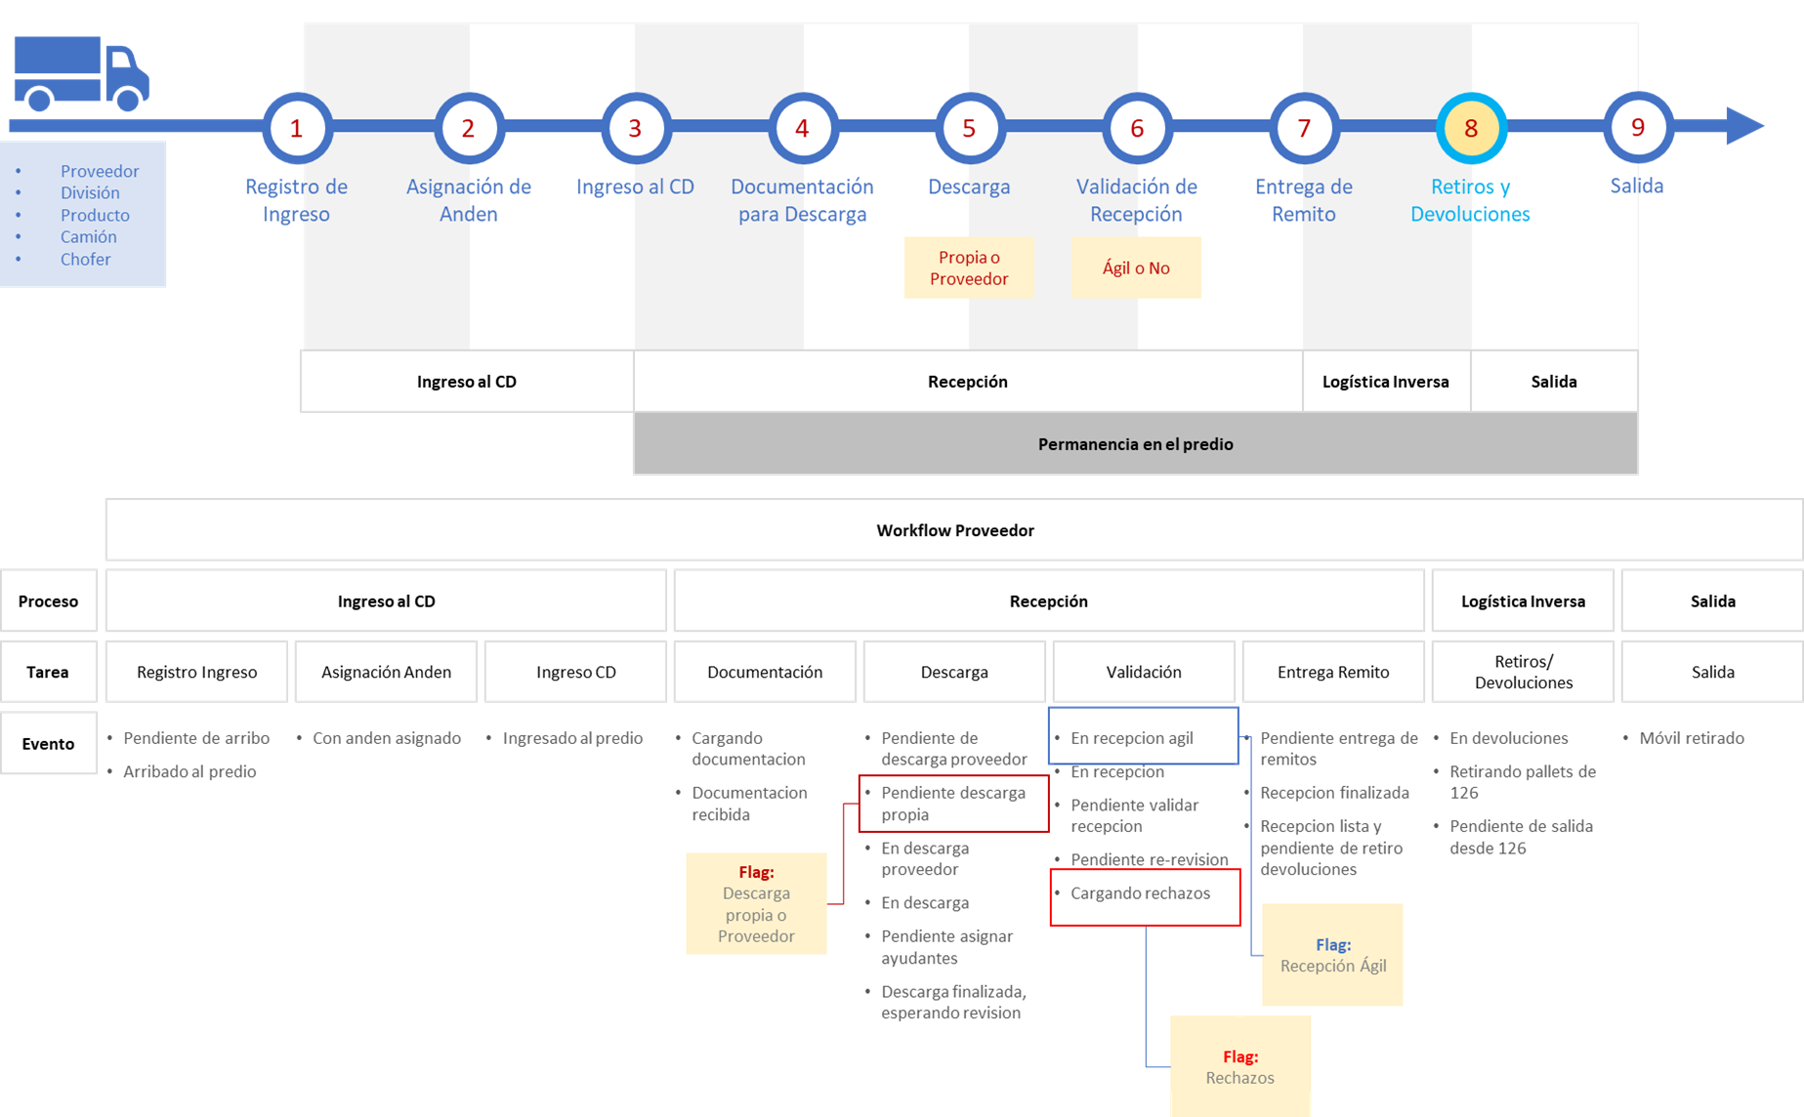 1
2
3
4
5
6
7
8
9
• Proveedor
• División
• Producto
• Camión
• Chofer
Registro de
Ingreso
Asignación de
Anden
Ingreso al CD
Documentación
para Descarga
Descarga
Validación de
Recepción
Entrega de
Remito
Retiros y
Devoluciones
Salida
Propia o
Proveedor
Ágil o No
Ingreso al CD
Recepción
Logística Inversa
Salida
Permanencia en el predio
Workflow Proveedor
Proceso
Ingreso al CD
Recepción
Logística Inversa
Salida
Tarea
Registro Ingreso
Asignación Anden
Ingreso CD
Documentación
Descarga
Validación
Entrega Remito
Retiros/
Devoluciones
Salida
Evento
• Pendiente de arribo
• Arribado al predio
• Con anden asignado
• Ingresado al predio
• Cargando
documentacion
• Documentacion
recibida
Flag:
Descarga
propia o
Proveedor
• Pendiente de
descarga proveedor
• Pendiente descarga
propia
• En descarga
proveedor
• En descarga
• Pendiente asignar
ayudantes
• Descarga finalizada,
esperando revision
• En recepcion agil
• En recepcion
• Pendiente validar
recepcion
• Pendiente re-revision
• Cargando rechazos
Flag:
Rechazos
• Pendiente entrega de
remitos
• Recepcion finalizada
• Recepcion lista y
pendiente de retiro
devoluciones
Flag:
Recepción Ágil
• En devoluciones
• Retirando pallets de
126
• Pendiente de salida
desde 126
• Móvil retirado